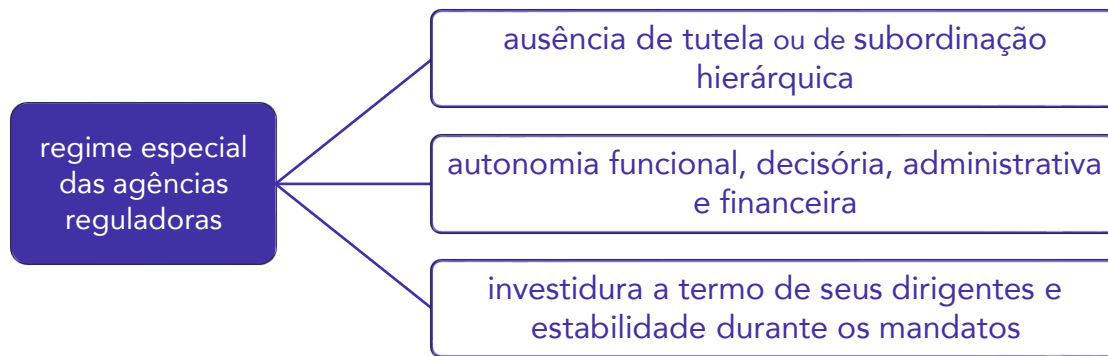 regime especial
das agências
reguladoras
ausência de tutela ou de subordinação
hierárquica
autonomia funcional, decisória, administrativa
e financeira
investidura a termo de seus dirigentes e
estabilidade durante os mandatos